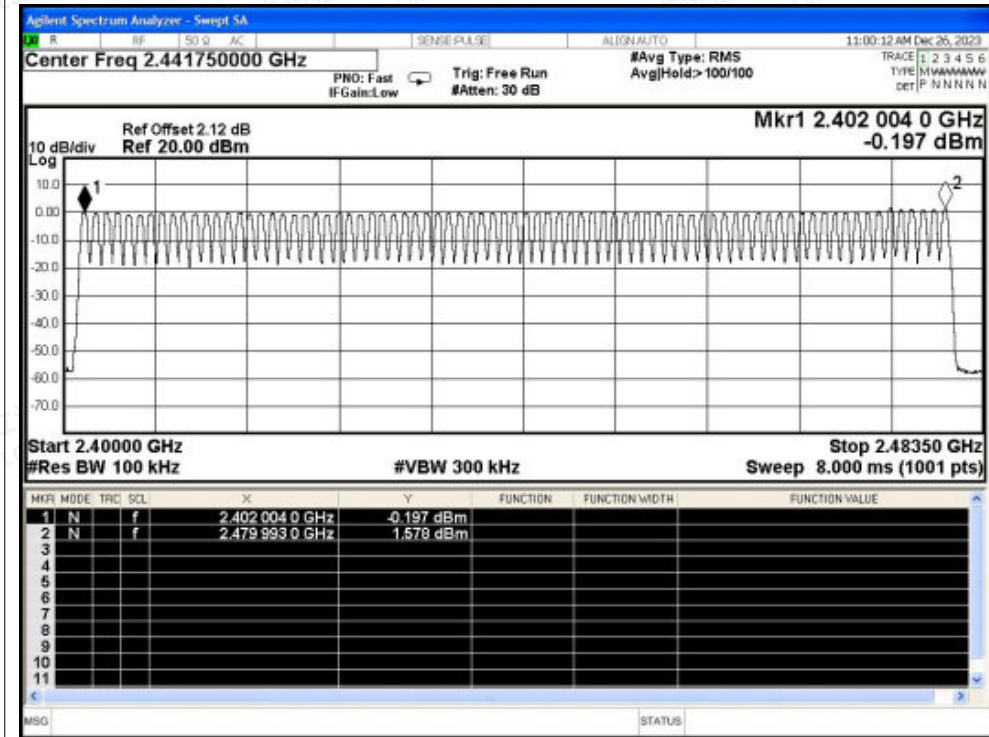 Agilent Spectrum Analyzer - Swept SA
R RF 50 Ω AC SENSE:PULSE ALIGNAUTO 11:00:12 AM Dec 26, 2023
Center Freq 2.441750000 GHz
PNO: Fast
IFGain:Low
Trig: Free Run
#Atten: 30 dB
#Avg Type: RMS
Avg|Hold:>100/100
TRACE 1 2 3 4 5 6
TYPE M
DET P N N N N N
Mkr1 2.402 004 0 GHz
-0.197 dBm
Ref Offset 2.12 dB
10 dB/div Ref 20.00 dBm
Log
10.0
0.00
-10.0
-20.0
-30.0
-40.0
-50.0
-60.0
-70.0
1
2
Start 2.40000 GHz Stop 2.48350 GHz
#Res BW 100 kHz #VBW 300 kHz Sweep 8.000 ms (1001 pts)
MKR MODE TRC SCL X Y FUNCTION FUNCTION WIDTH FUNCTION VALUE
1 N f 2.402 004 0 GHz -0.197 dBm
2 N f 2.479 993 0 GHz 1.578 dBm
3
4
5
6
7
8
9
10
11
MSG STATUS